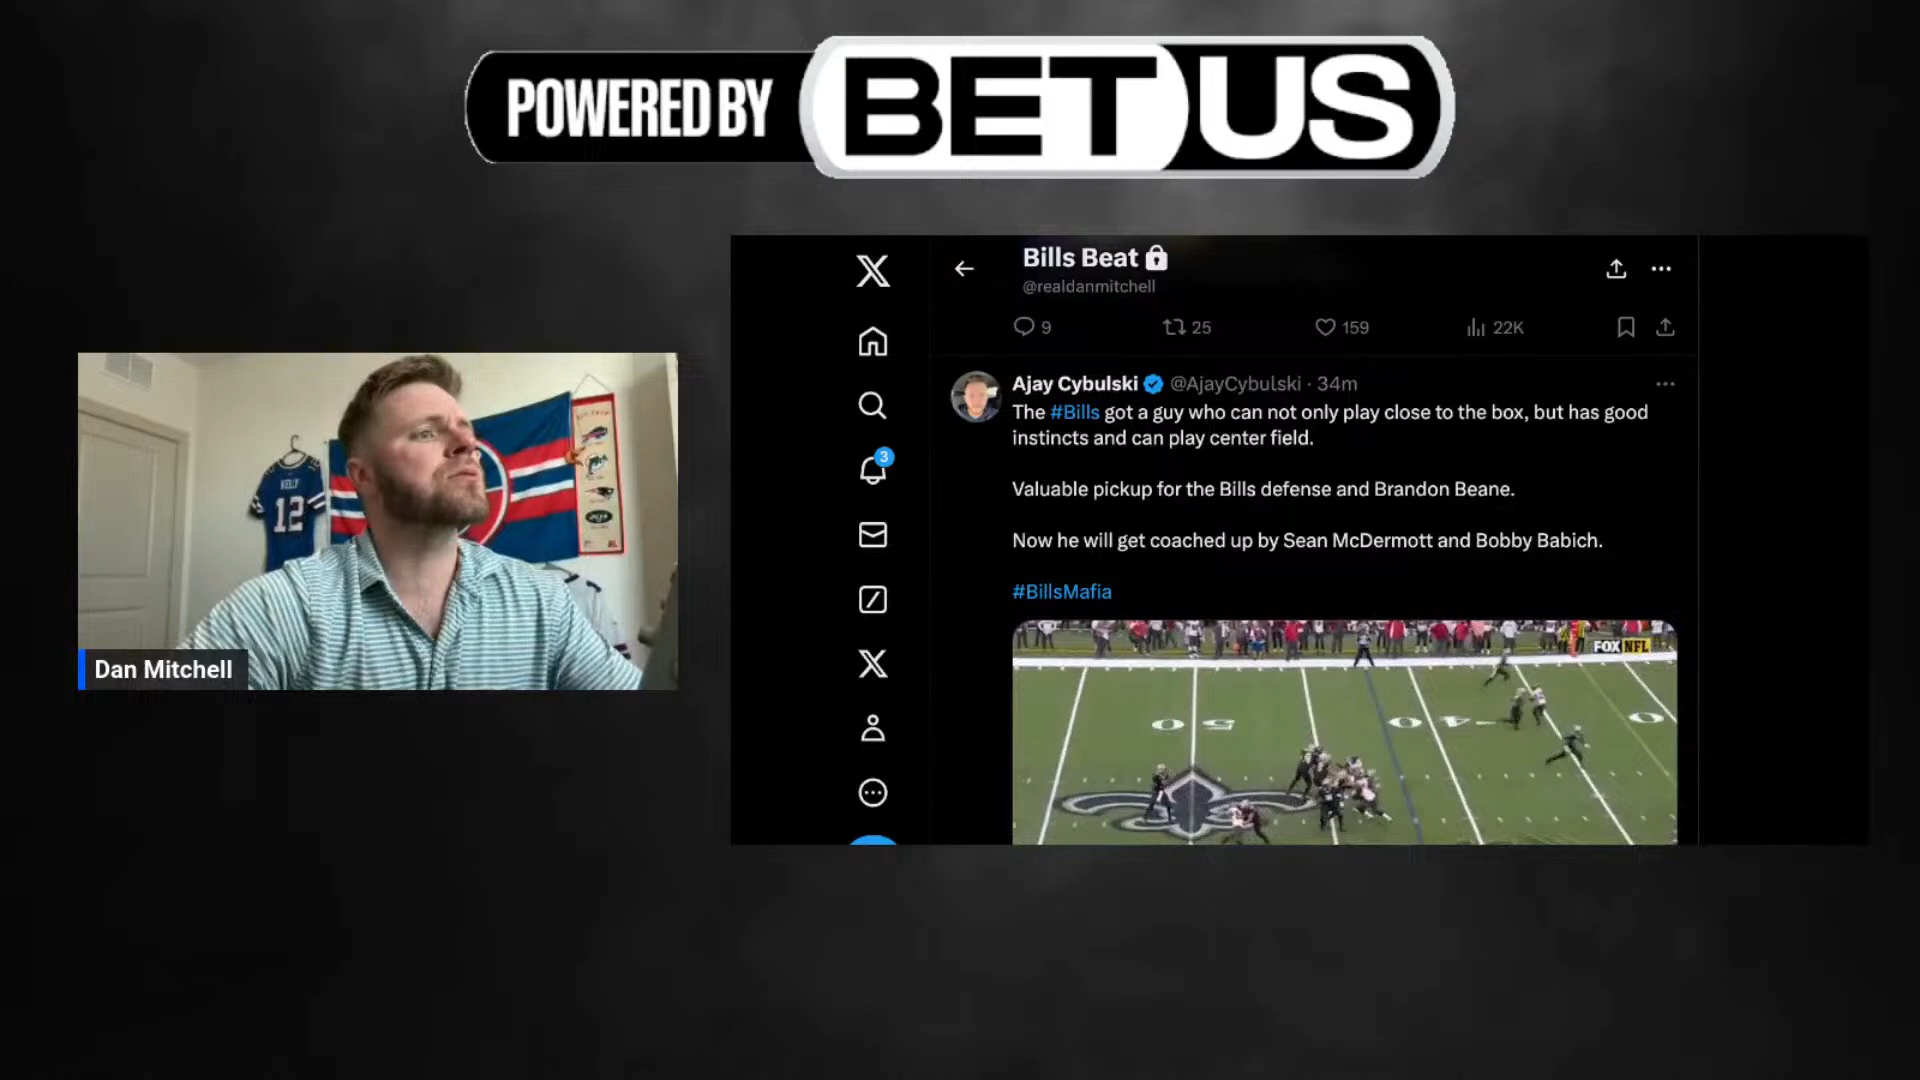 POWERED BY BETUS
Bills Beat
@realdanmitchell
9 25 159 22K
Ajay Cybulski @AjayCybulski · 34m
The #Bills got a guy who can not only play close to the box, but has good
instincts and can play center field.
Valuable pickup for the Bills defense and Brandon Beane.
Now he will get coached up by Sean McDermott and Bobby Babich.
#BillsMafia
3
FOX NFL
50
40
KELLY
12
Dan Mitchell